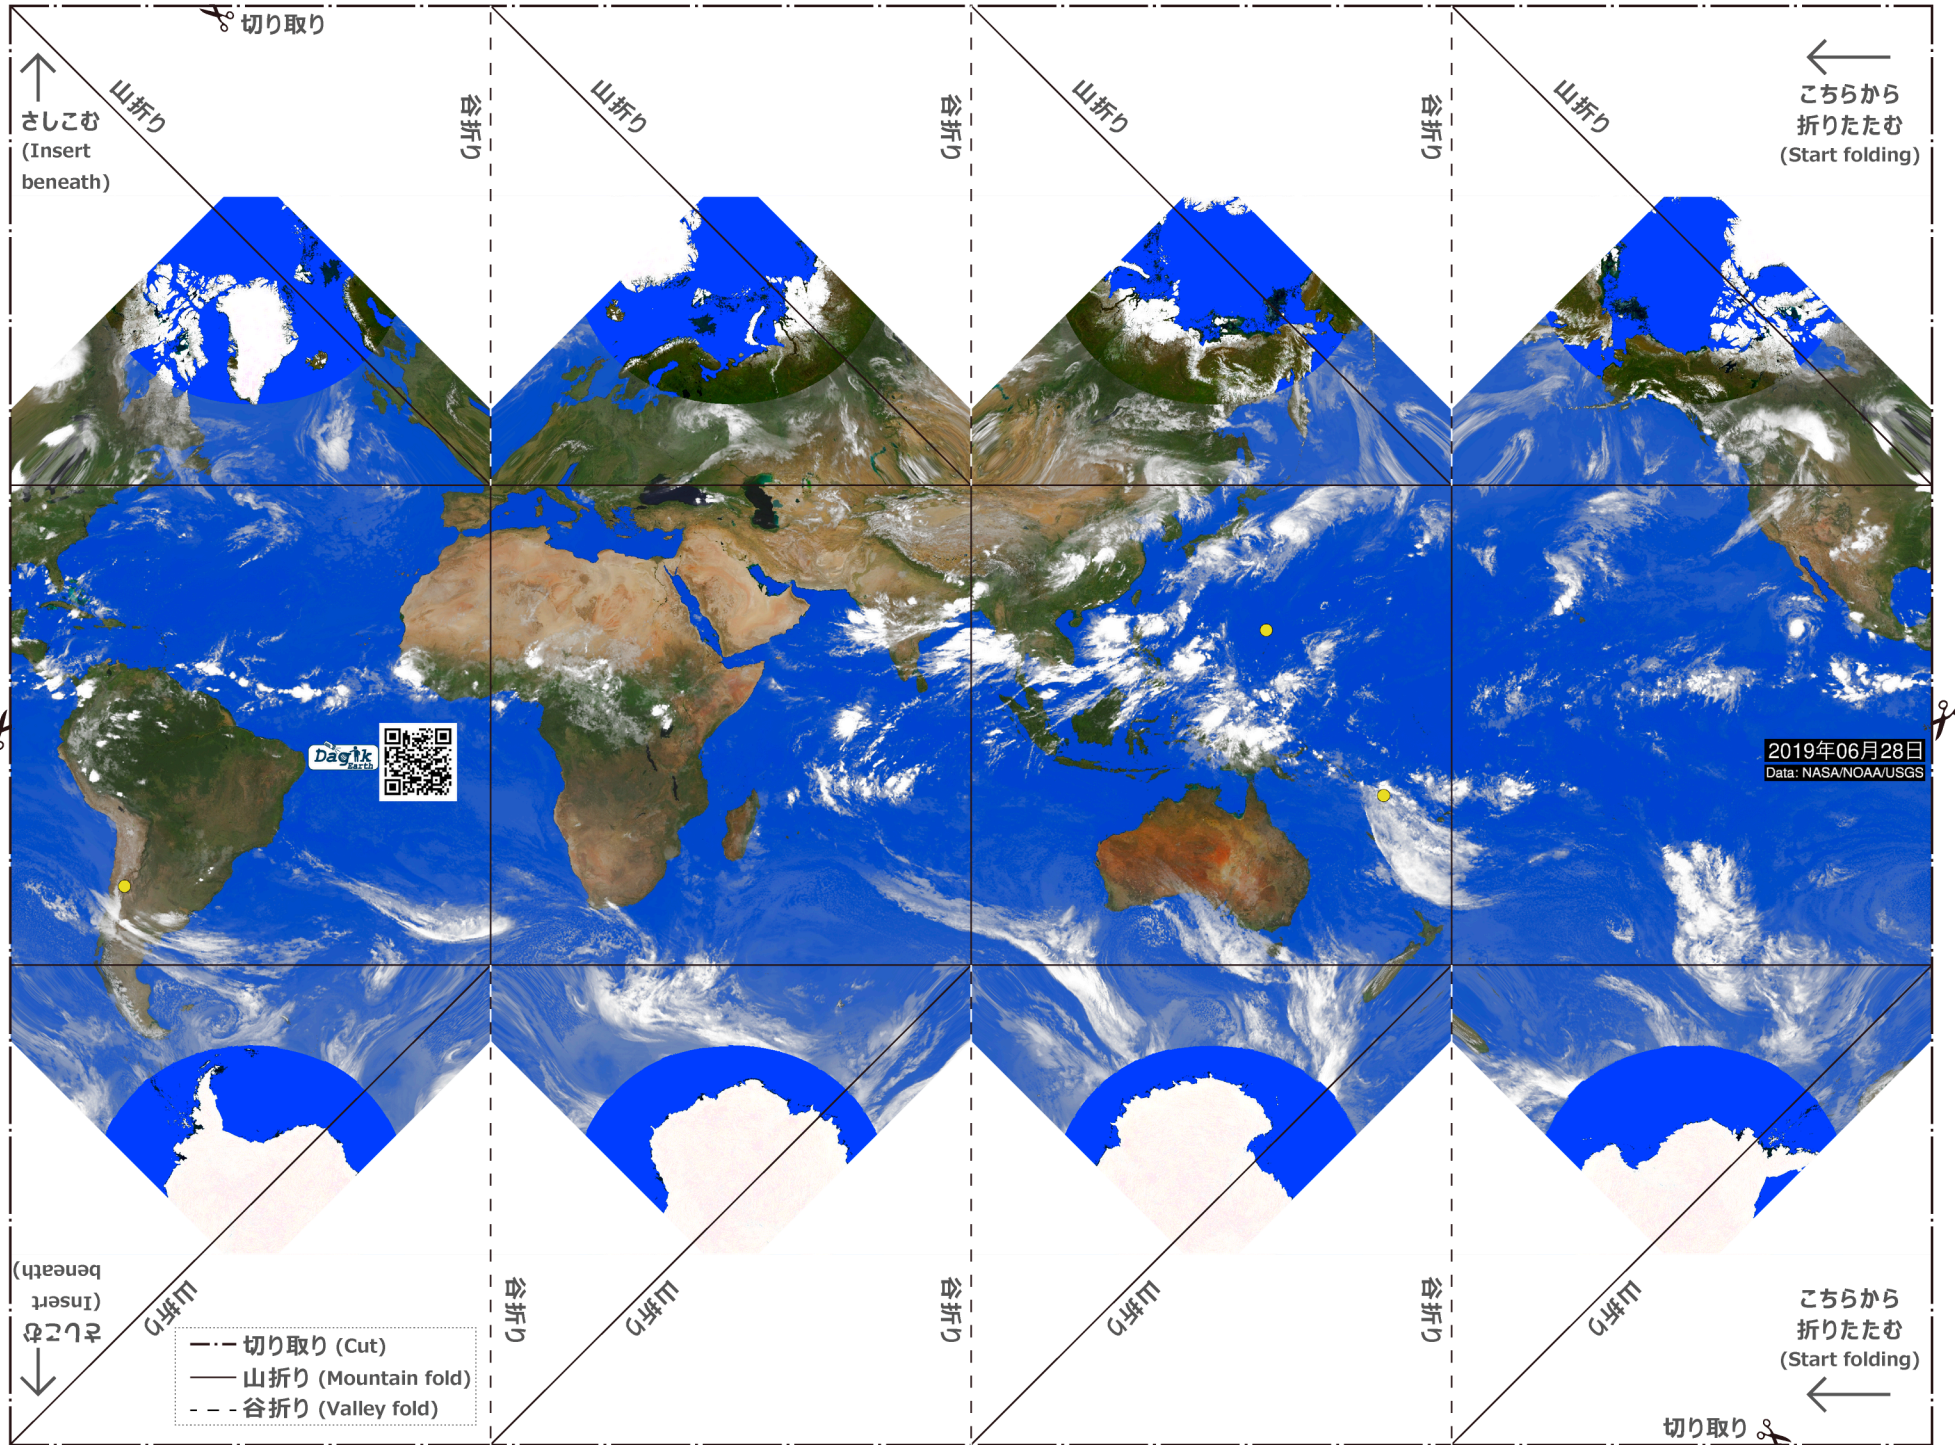 切り取り
さしこむ
(Insert
beneath)
山折り
谷折り
山折り
谷折り
山折り
谷折り
山折り
こちらから
折りたたむ
(Start folding)
Dagik
Earth
2019年06月28日
Data: NASA/NOAA/USGS
さしこむ
(Insert
beneath)
山折り
谷折り
山折り
谷折り
山折り
谷折り
山折り
こちらから
折りたたむ
(Start folding)
切り取り (Cut)
山折り (Mountain fold)
谷折り (Valley fold)
切り取り